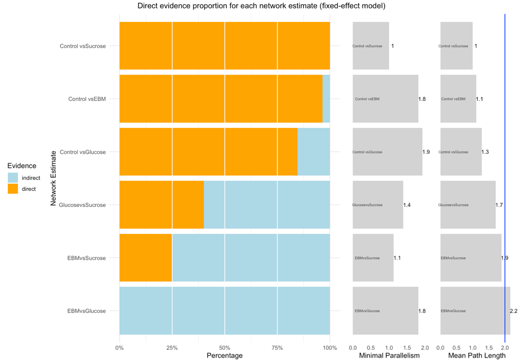 Direct evidence proportion for each network estimate (fixed-effect model)
Network Estimate
Control vsSucrose
Control vsEBM
Control vsGlucose
GlucosevsSucrose
EBMvsSucrose
EBMvsGlucose
Evidence
indirect
direct
0% 25% 50% 75% 100%
Percentage
Control vsSucrose 1
Control vsEBM 1.8
Control vsGlucose 1.9
GlucosevsSucrose 1.4
EBMvsSucrose 1.1
EBMvsGlucose 1.8
0.0 0.5 1.0 1.5 2.0
Minimal Parallelism
Control vsSucrose 1
Control vsEBM 1.1
Control vsGlucose 1.3
GlucosevsSucrose 1.7
EBMvsSucrose 1.9
EBMvsGlucose 2.2
0.0 0.5 1.0 1.5 2.0
Mean Path Length